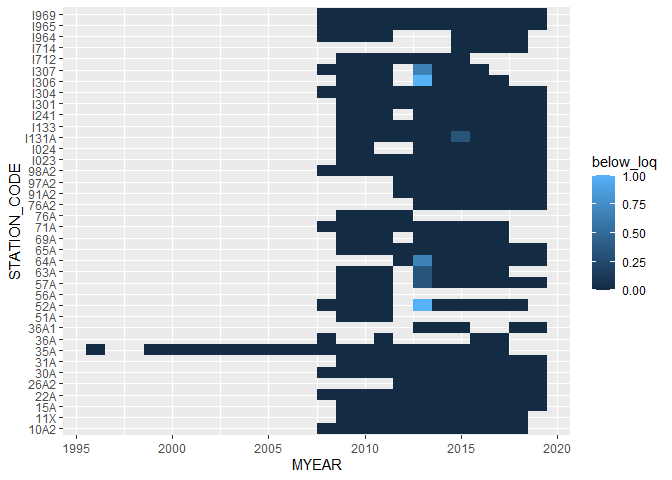 I969
I965
I964
I714
I712
I307
I306
I304
I301
I241
I133
I131A
I024
I023
98A2
97A2
91A2
76A2
76A
71A
69A
65A
64A
63A
57A
56A
52A
51A
36A1
36A
35A
31A
30A
26A2
22A
15A
11X
10A2
STATION_CODE
1995
2000
2005
2010
2015
2020
MYEAR
below_loq
1.00
0.75
0.50
0.25
0.00